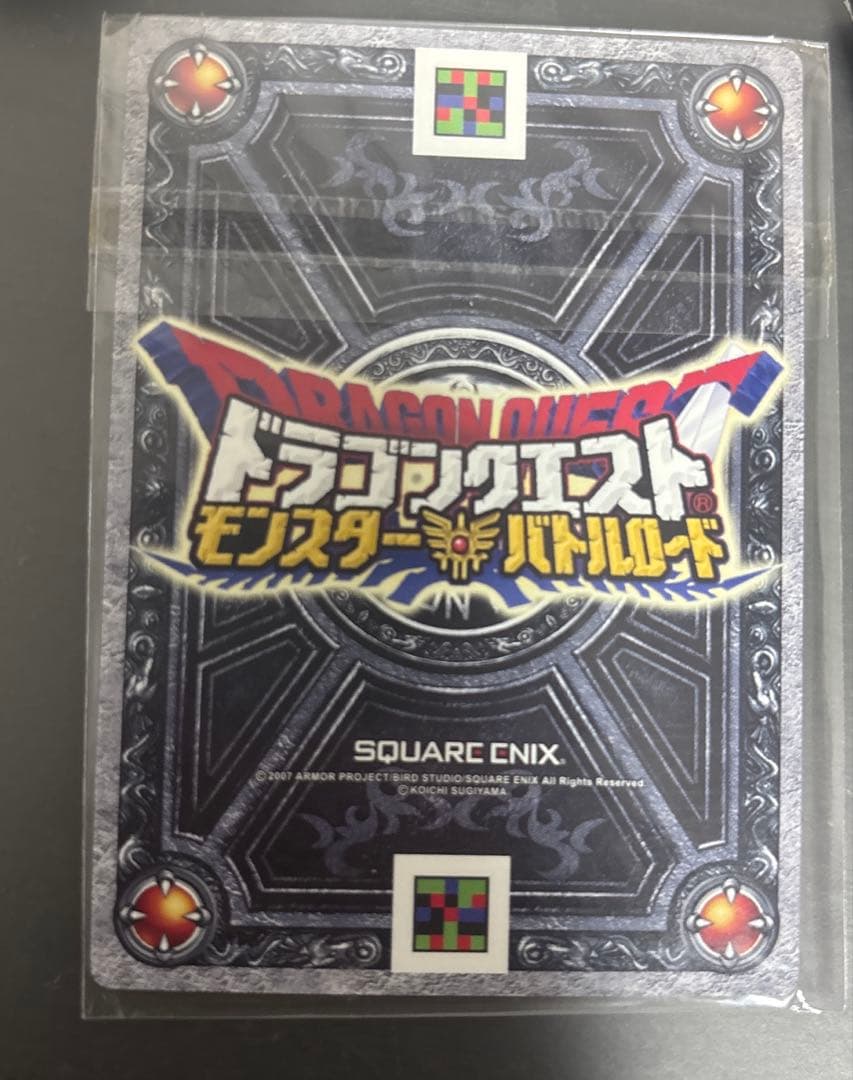 DRAGON QUEST
ドラゴンクエスト®
モンスター バトルロード
SQUARE ENIX®
©2007 ARMOR PROJECT/BIRD STUDIO/SQUARE ENIX All Rights Reserved.
©KOICHI SUGIYAMA